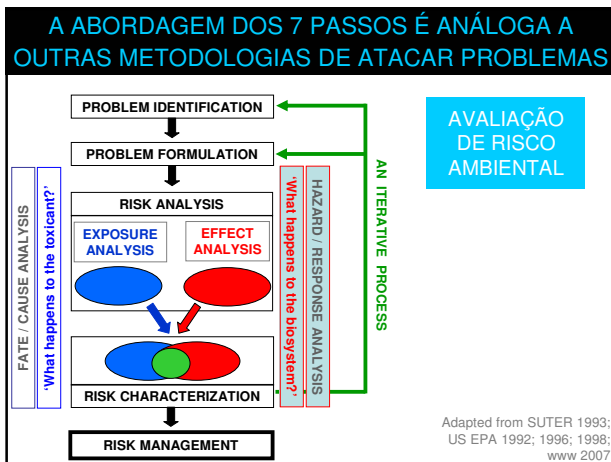 A ABORDAGEM DOS 7 PASSOS É ANÁLOGA A
OUTRAS METODOLOGIAS DE ATACAR PROBLEMAS
PROBLEM IDENTIFICATION
PROBLEM FORMULATION
RISK ANALYSIS
EXPOSURE
ANALYSIS
EFFECT
ANALYSIS
RISK CHARACTERIZATION
RISK MANAGEMENT
FATE / CAUSE ANALYSIS
'What happens to the toxicant?'
'What happens to the biosystem?'
HAZARD / RESPONSE ANALYSIS
AN ITERATIVE PROCESS
AVALIAÇÃO
DE RISCO
AMBIENTAL
Adapted from SUTER 1993;
US EPA 1992; 1996; 1998;
www 2007